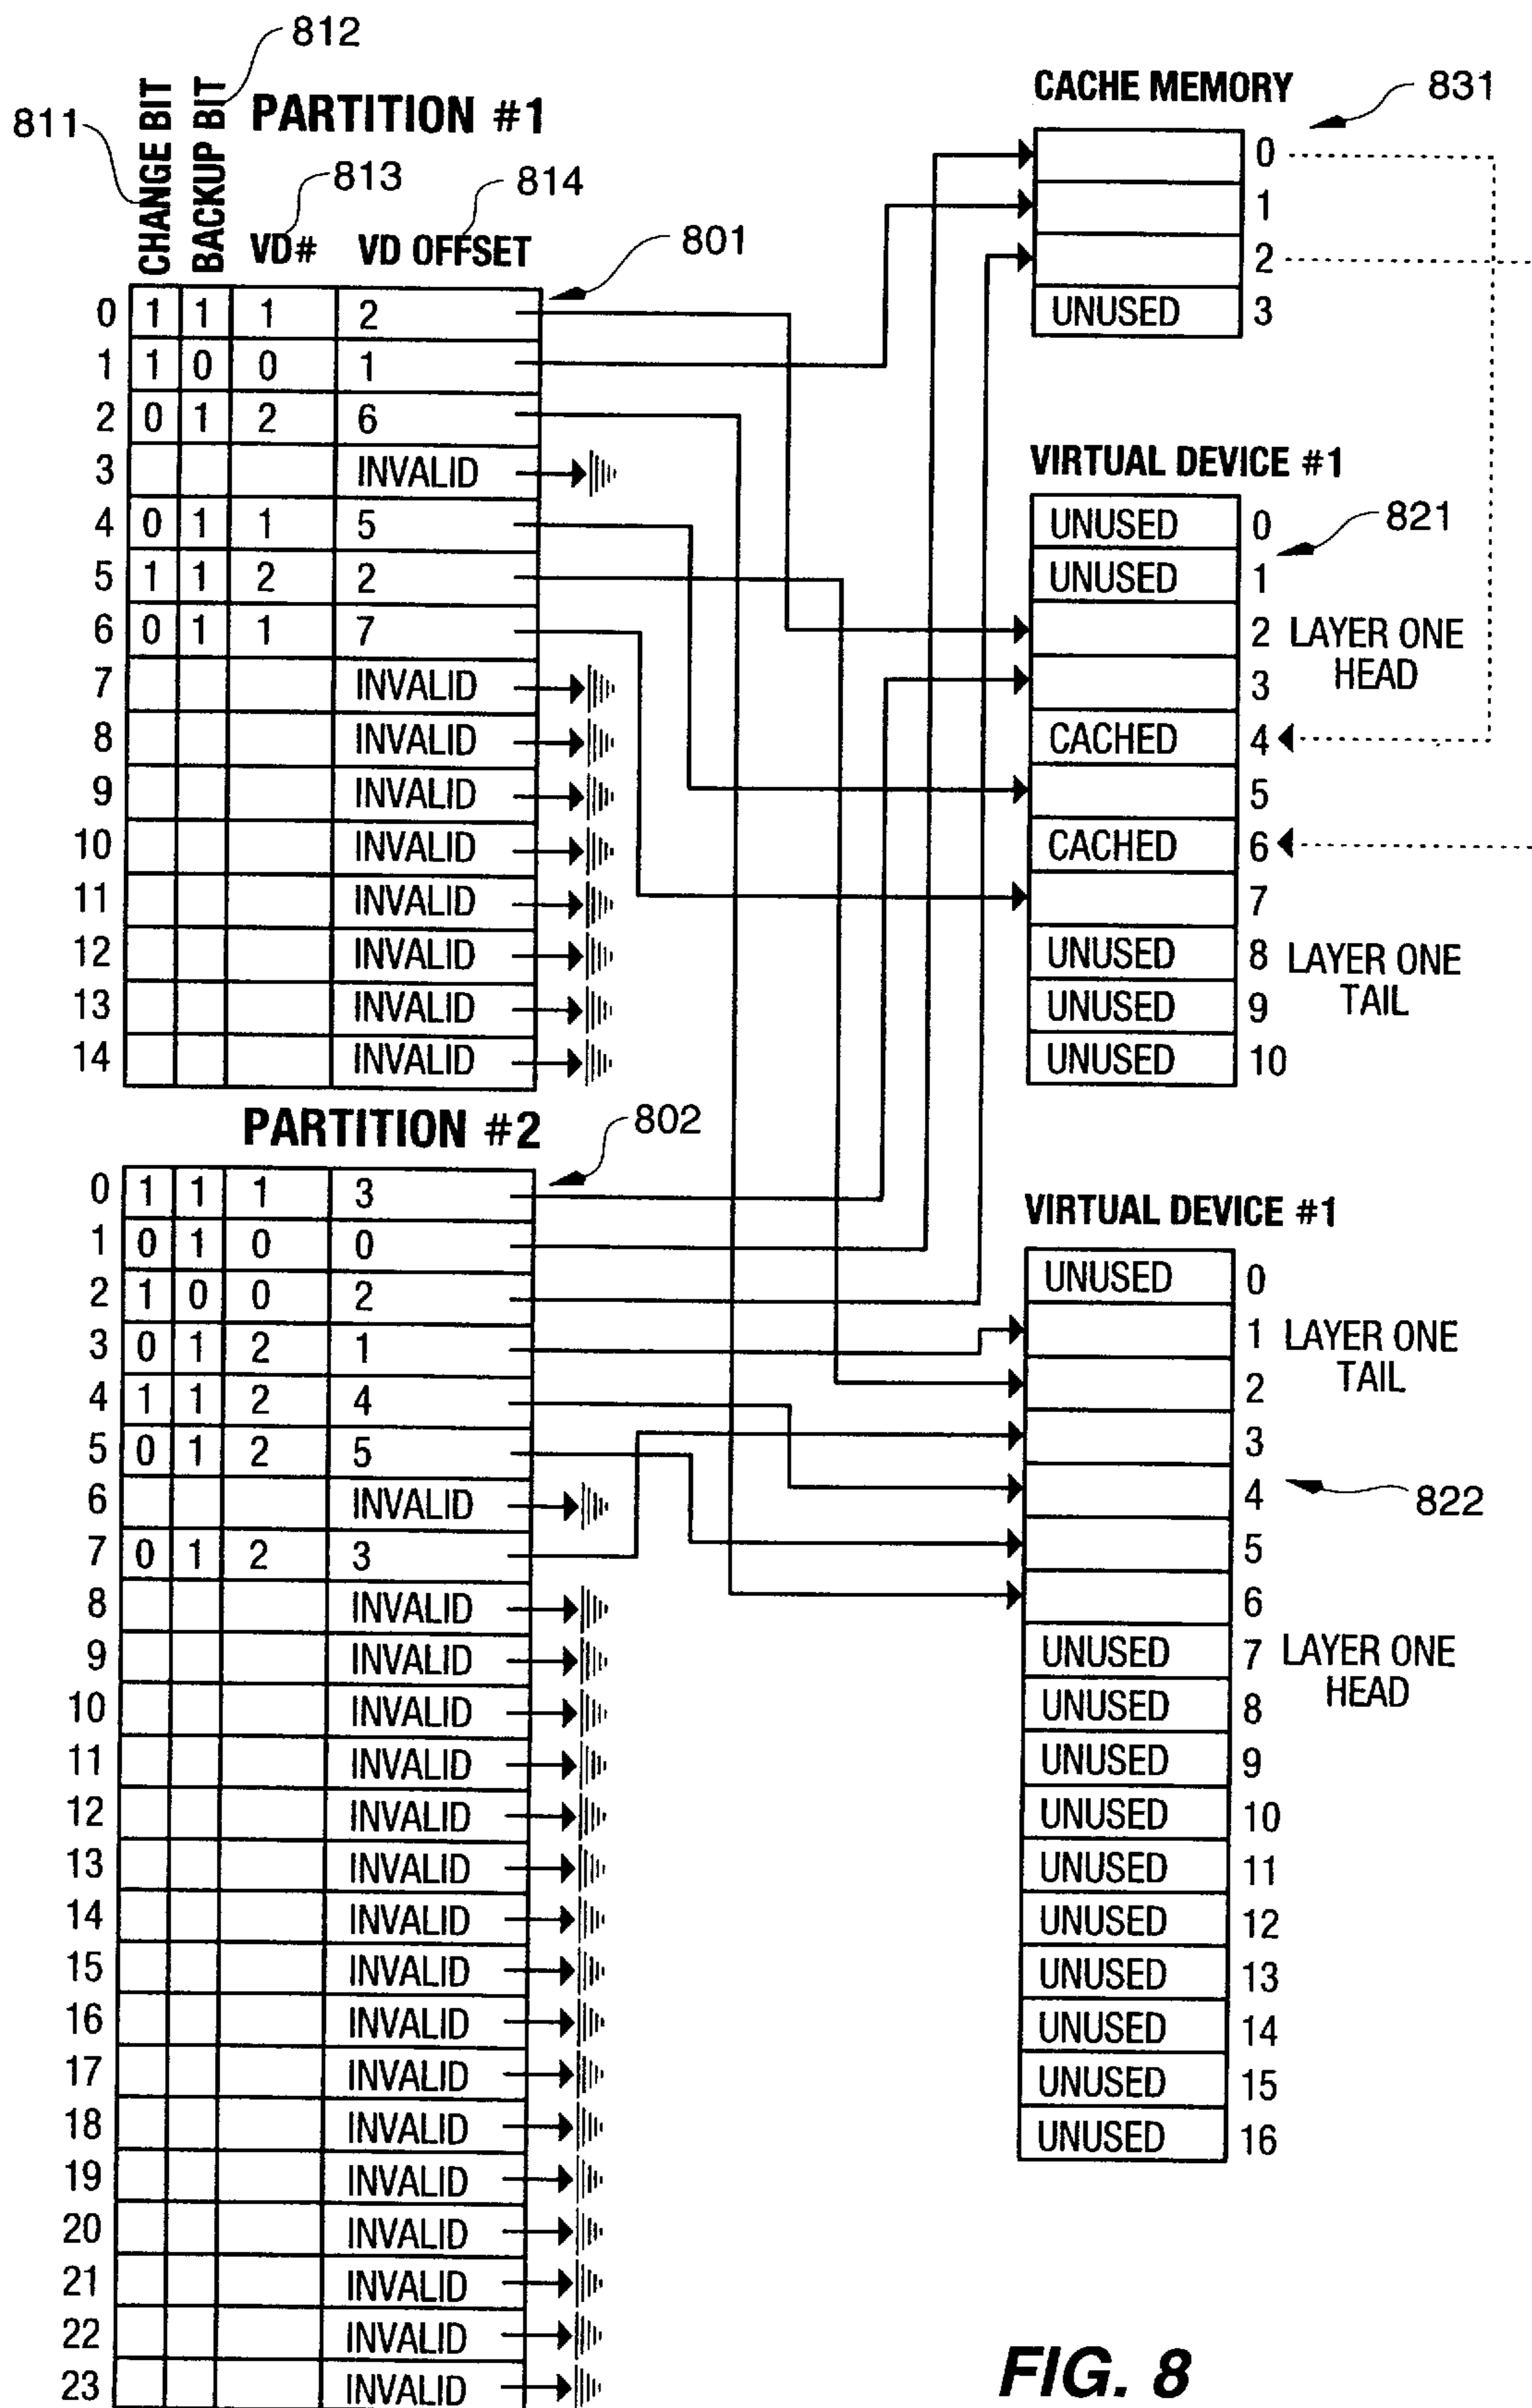 812
811
CHANGE BIT
BACKUP BIT
PARTITION #1
813
814
VD#
VD OFFSET
801
0 1 1 1 2
1 1 0 0 1
2 0 1 2 6
3 INVALID
4 0 1 1 5
5 1 1 2 2
6 0 1 1 7
7 INVALID
8 INVALID
9 INVALID
10 INVALID
11 INVALID
12 INVALID
13 INVALID
14 INVALID
PARTITION #2
802
0 1 1 1 3
1 0 1 0 0
2 1 0 0 2
3 0 1 2 1
4 1 1 2 4
5 0 1 2 5
6 INVALID
7 0 1 2 3
8 INVALID
9 INVALID
10 INVALID
11 INVALID
12 INVALID
13 INVALID
14 INVALID
15 INVALID
16 INVALID
17 INVALID
18 INVALID
19 INVALID
20 INVALID
21 INVALID
22 INVALID
23 INVALID
CACHE MEMORY
831
0
1
2
UNUSED 3
VIRTUAL DEVICE #1
821
UNUSED 0
UNUSED 1
2 LAYER ONE
HEAD
3
CACHED 4
5
CACHED 6
7
UNUSED 8 LAYER ONE
TAIL
UNUSED 9
UNUSED 10
VIRTUAL DEVICE #1
UNUSED 0
1 LAYER ONE
TAIL
2
3
4
822
5
6
UNUSED 7 LAYER ONE
HEAD
UNUSED 8
UNUSED 9
UNUSED 10
UNUSED 11
UNUSED 12
UNUSED 13
UNUSED 14
UNUSED 15
UNUSED 16
FIG. 8